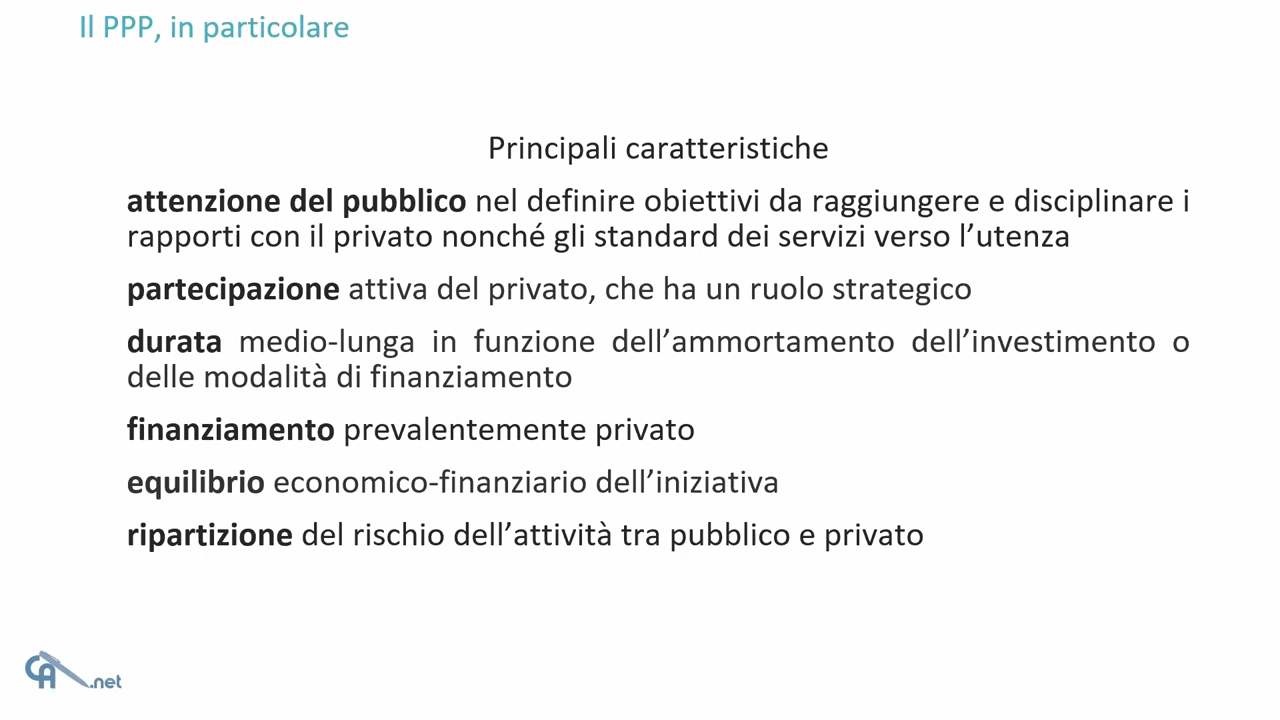 Il PPP, in particolare
Principali caratteristiche
attenzione del pubblico nel definire obiettivi da raggiungere e disciplinare i
rapporti con il privato nonché gli standard dei servizi verso l’utenza
partecipazione attiva del privato, che ha un ruolo strategico
durata medio-lunga in funzione dell’ammortamento dell’investimento o
delle modalità di finanziamento
finanziamento prevalentemente privato
equilibrio economico-finanziario dell’iniziativa
ripartizione del rischio dell’attività tra pubblico e privato
CA .net